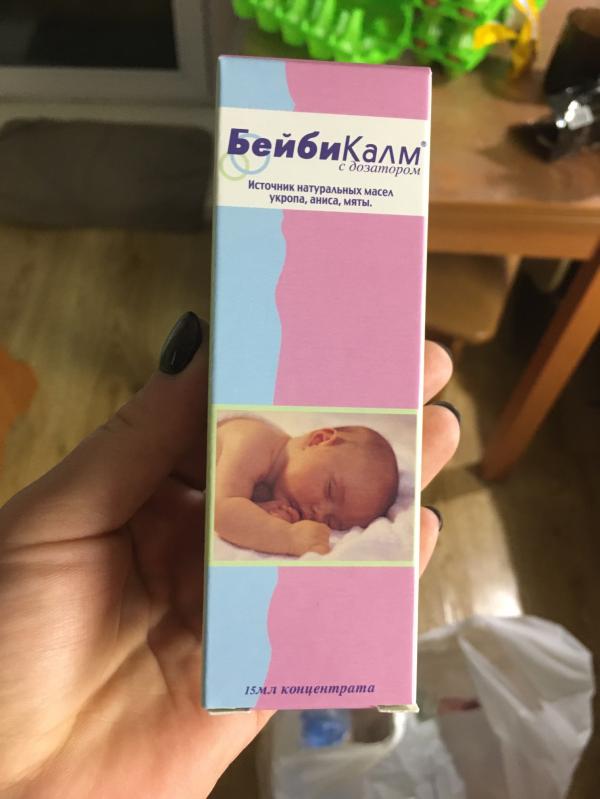 БейбиКалм®
с дозатором
Источник натуральных масел
укропа, аниса, мяты.
15мл концентрата